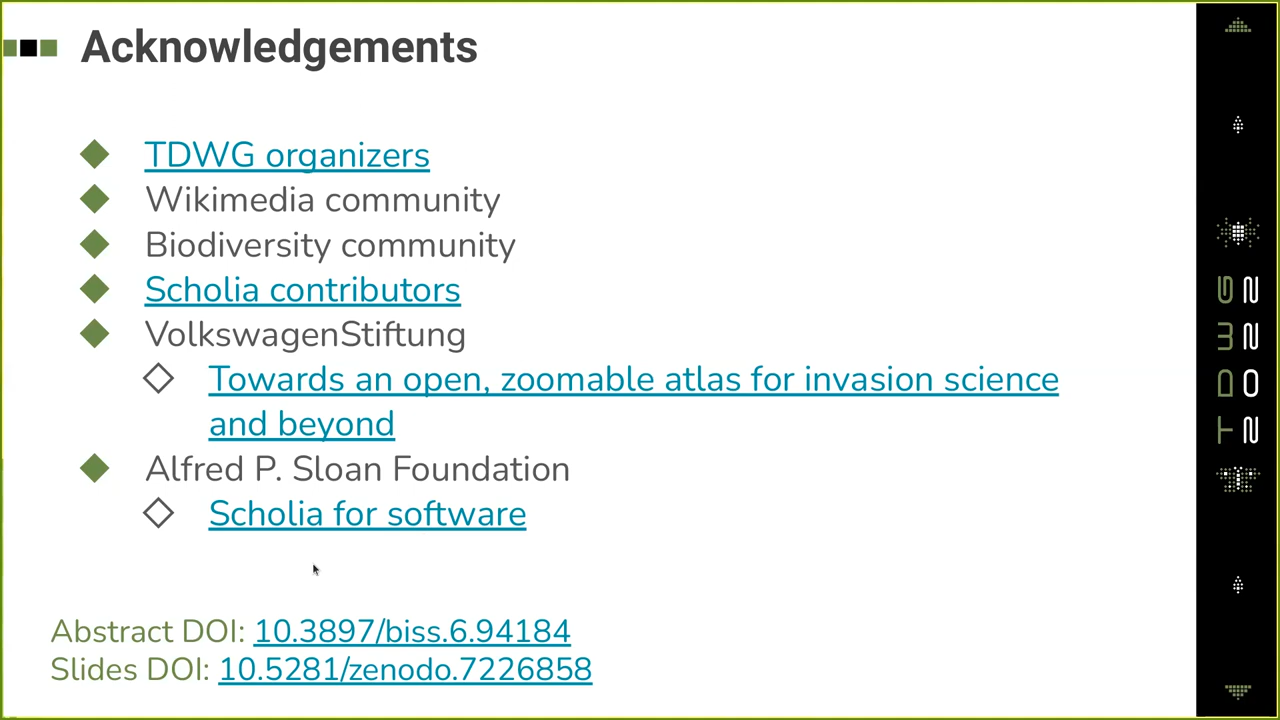 Acknowledgements
TDWG organizers
Wikimedia community
Biodiversity community
Scholia contributors
VolkswagenStiftung
Towards an open, zoomable atlas for invasion science
and beyond
Alfred P. Sloan Foundation
Scholia for software
Abstract DOI: 10.3897/biss.6.94184
Slides DOI: 10.5281/zenodo.7226858
TDWG
2022